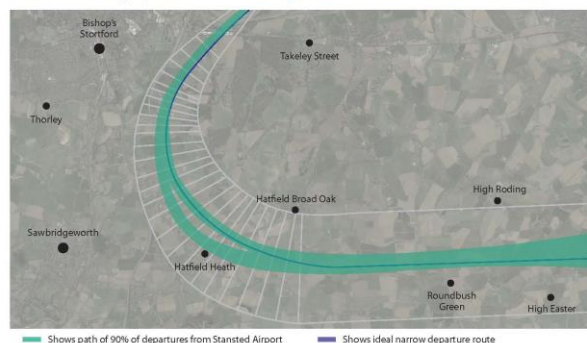 Bishop's
Stortford
Takeley Street
Thorley
High Roding
Hatfield Broad Oak
Sawbridgeworth
Hatfield Heath
Roundbush
Green
High Easter
Shows path of 90% of departures from Stansted Airport
Shows ideal narrow departure route